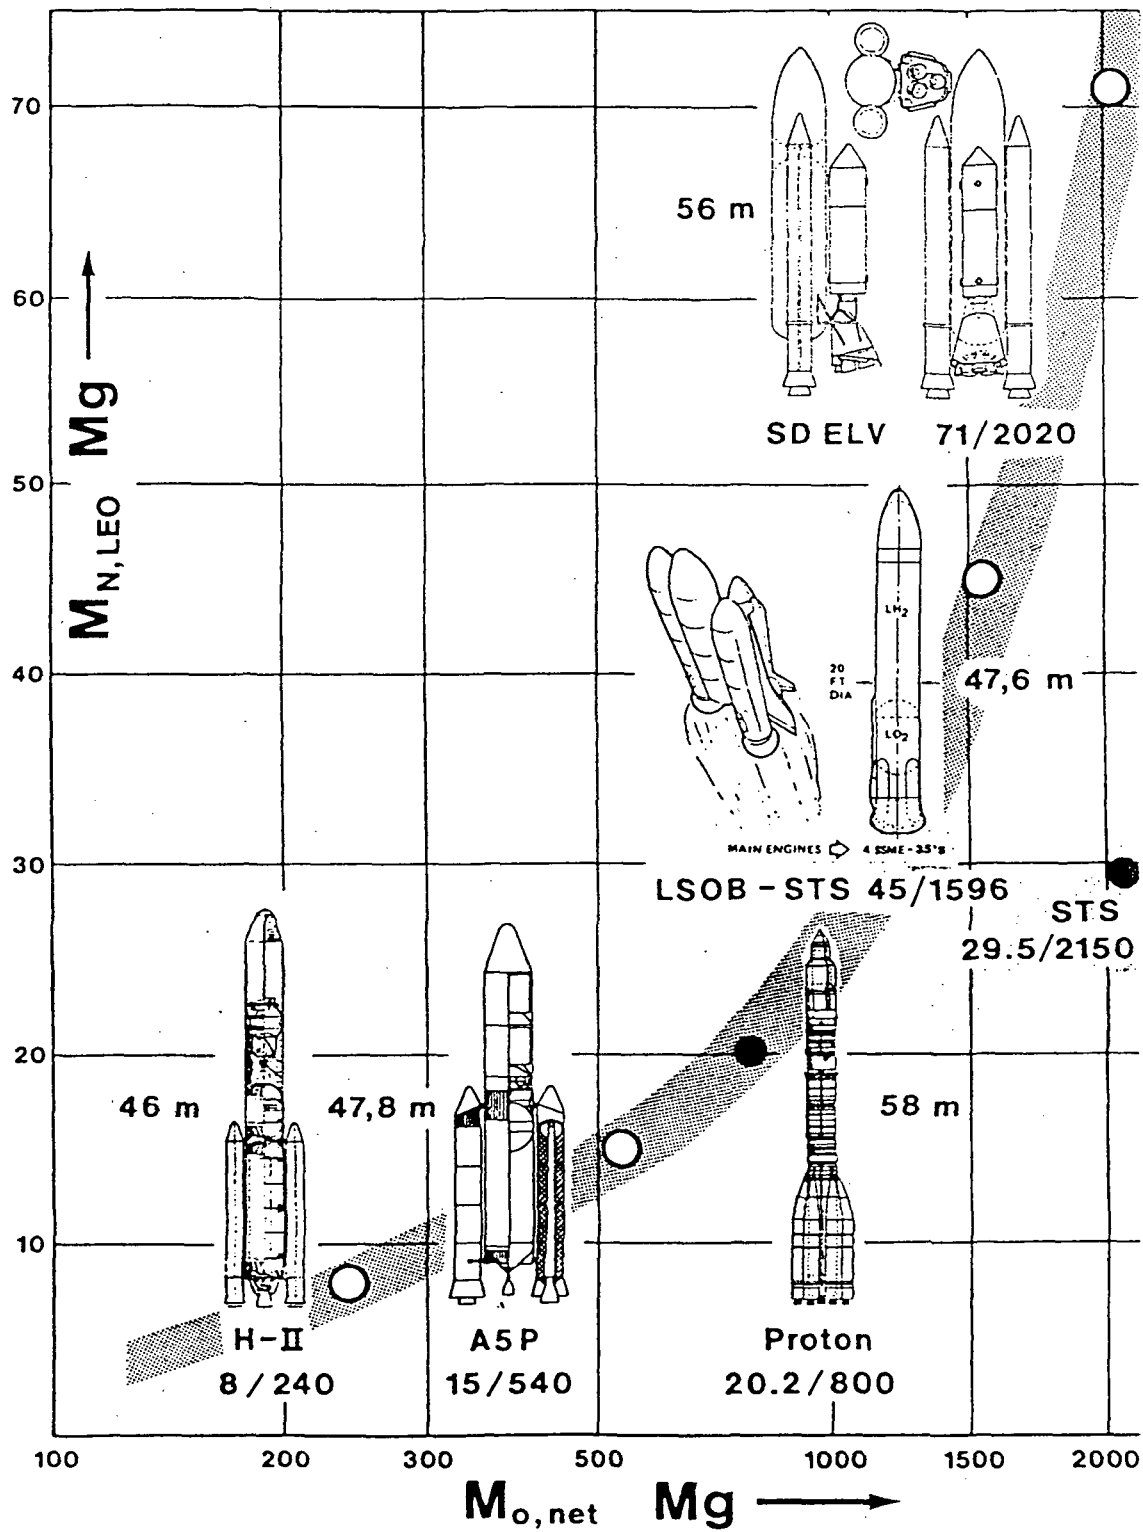 70
60
50
40
30
20
10
M_N,LEO Mg
56 m
SD ELV 71/2020
LH₂
20
FT
DIA
47,6 m
LO₂
MAIN ENGINES 4 SSME-35's
LSOB-STS 45/1596
STS
29.5/2150
46 m
47,8 m
58 m
H-II
8/240
A5P
15/540
Proton
20.2/800
100 200 300 500 1000 1500 2000
M_o,net Mg